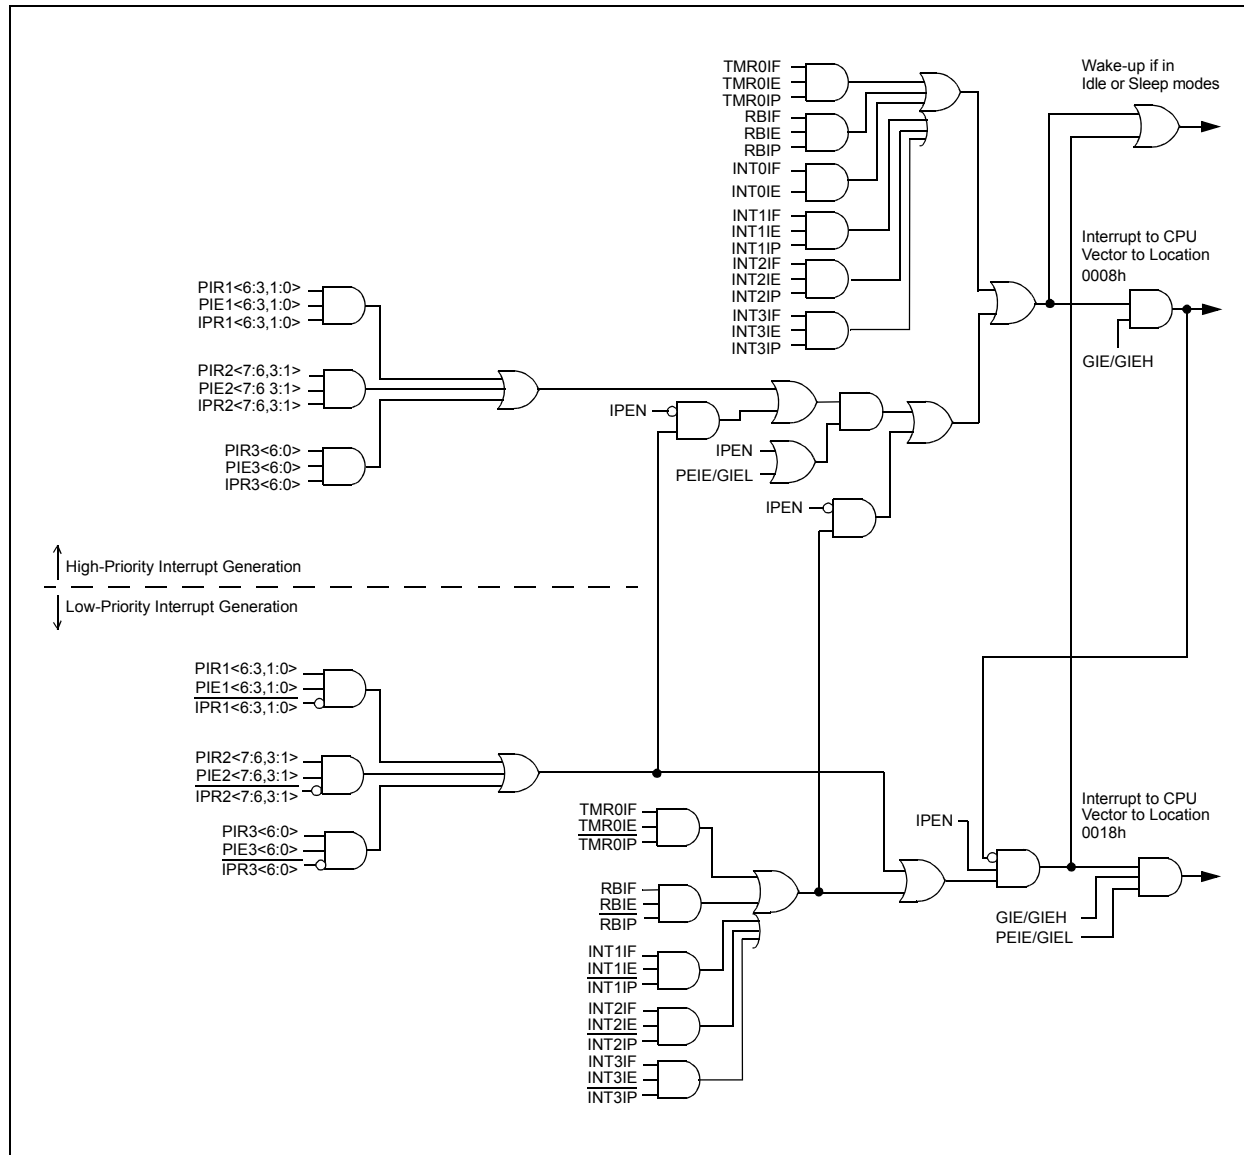 TMR0IF
TMR0IE
TMR0IP
RBIF
RBIE
RBIP
INT0IF
INT0IE
INT1IF
INT1IE
INT1IP
INT2IF
INT2IE
INT2IP
INT3IF
INT3IE
INT3IP
Wake-up if in
Idle or Sleep modes
Interrupt to CPU
Vector to Location
0008h
GIE/GIEH
PIR1<6:3,1:0>
PIE1<6:3,1:0>
IPR1<6:3,1:0>
PIR2<7:6,3:1>
PIE2<7:6 3:1>
IPR2<7:6,3:1>
PIR3<6:0>
PIE3<6:0>
IPR3<6:0>
IPEN
IPEN
PEIE/GIEL
IPEN
High-Priority Interrupt Generation
Low-Priority Interrupt Generation
PIR1<6:3,1:0>
PIE1<6:3,1:0>
IPR1<6:3,1:0>
PIR2<7:6,3:1>
PIE2<7:6,3:1>
IPR2<7:6,3:1>
PIR3<6:0>
PIE3<6:0>
IPR3<6:0>
TMR0IF
TMR0IE
TMR0IP
RBIF
RBIE
RBIP
INT1IF
INT1IE
INT1IP
INT2IF
INT2IE
INT2IP
INT3IF
INT3IE
INT3IP
IPEN
Interrupt to CPU
Vector to Location
0018h
GIE/GIEH
PEIE/GIEL